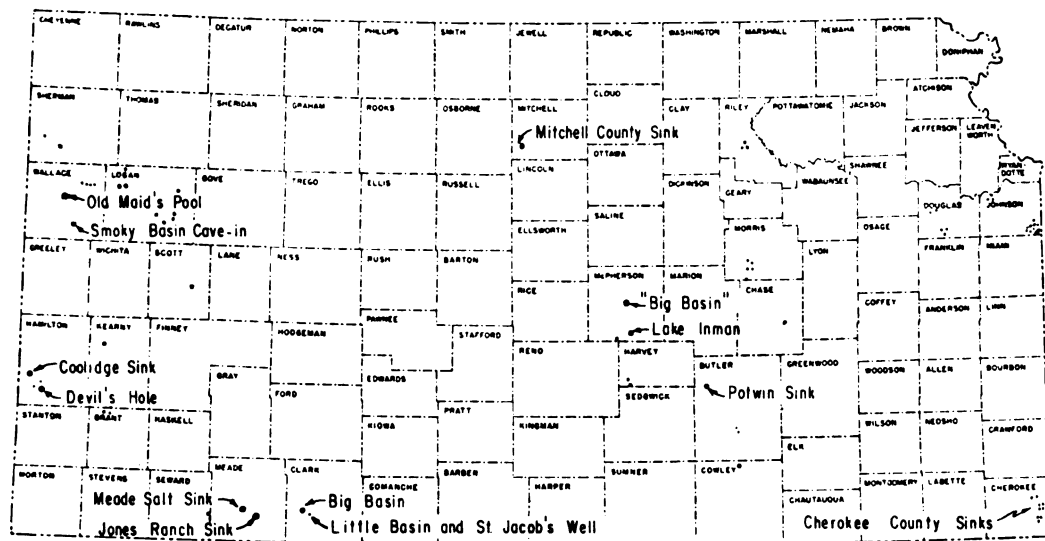 CHEYENNE
RAWLINS
DECATUR
NORTON
PHILLIPS
SMITH
JEWELL
REPUBLIC
WASHINGTON
MARSHALL
NEMAHA
BROWN
DONIPHAN
SHERMAN
THOMAS
SHERIDAN
GRAHAM
ROOKS
OSBORNE
MITCHELL
CLOUD
CLAY
RILEY
POTTAWATOMIE
JACKSON
ATCHISON
JEFFERSON
LEAVEN
WORTH
Mitchell County Sink
WALLACE
LOGAN
GOVE
TREGO
ELLIS
RUSSELL
LINCOLN
OTTAWA
DICKINSON
GEARY
WABAUNSEE
SHAWNEE
WYAN
DOTTE
Old Maid's Pool
Smoky Basin Cave-in
ELLSWORTH
SALINE
MORRIS
LYON
OSAGE
DOUGLAS
JOHNSON
FRANKLIN
MIAMI
GREELEY
WICHITA
SCOTT
LANE
NESS
RUSH
BARTON
RICE
McPHERSON
MARION
CHASE
COFFEY
ANDERSON
LINN
"Big Basin"
Lake Inman
HAMILTON
KEARNY
FINNEY
HODGEMAN
PAWNEE
STAFFORD
RENO
HARVEY
BUTLER
GREENWOOD
WOODSON
ALLEN
BOURBON
Coolidge Sink
Devil's Hole
GRAY
FORD
EDWARDS
SEDGWICK
Potwin Sink
STANTON
GRANT
HASKELL
KIOWA
PRATT
KINGMAN
ELK
WILSON
NEOSHO
CRAWFORD
MORTON
STEVENS
SEWARD
MEADE
CLARK
COMANCHE
BARBER
HARPER
SUMNER
COWLEY
CHAUTAUQUA
MONTGOMERY
LABETTE
CHEROKEE
Meade Salt Sink
Jones Ranch Sink
Big Basin
Little Basin and St. Jacob's Well
Cherokee County Sinks